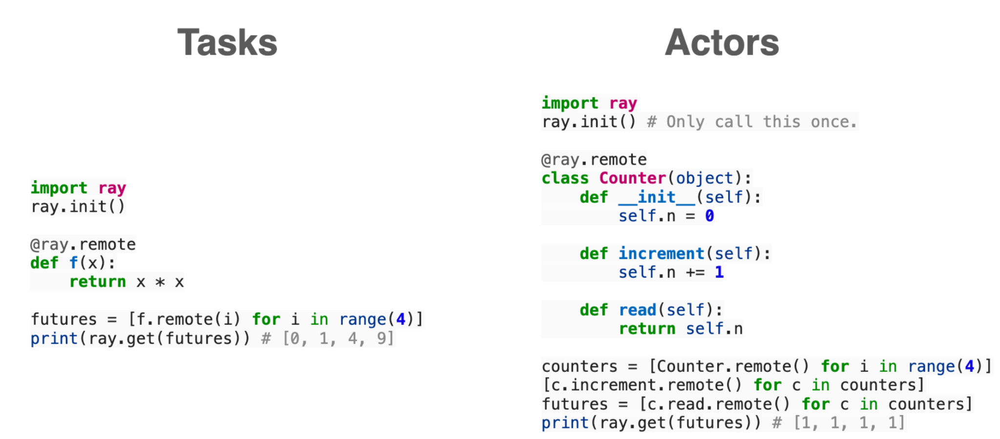 Tasks
import ray
ray.init()
@ray.remote
def f(x):
    return x * x
futures = [f.remote(i) for i in range(4)]
print(ray.get(futures)) # [0, 1, 4, 9]
Actors
import ray
ray.init() # Only call this once.
@ray.remote
class Counter(object):
    def __init__(self):
        self.n = 0
    def increment(self):
        self.n += 1
    def read(self):
        return self.n
counters = [Counter.remote() for i in range(4)]
[c.increment.remote() for c in counters]
futures = [c.read.remote() for c in counters]
print(ray.get(futures)) # [1, 1, 1, 1]